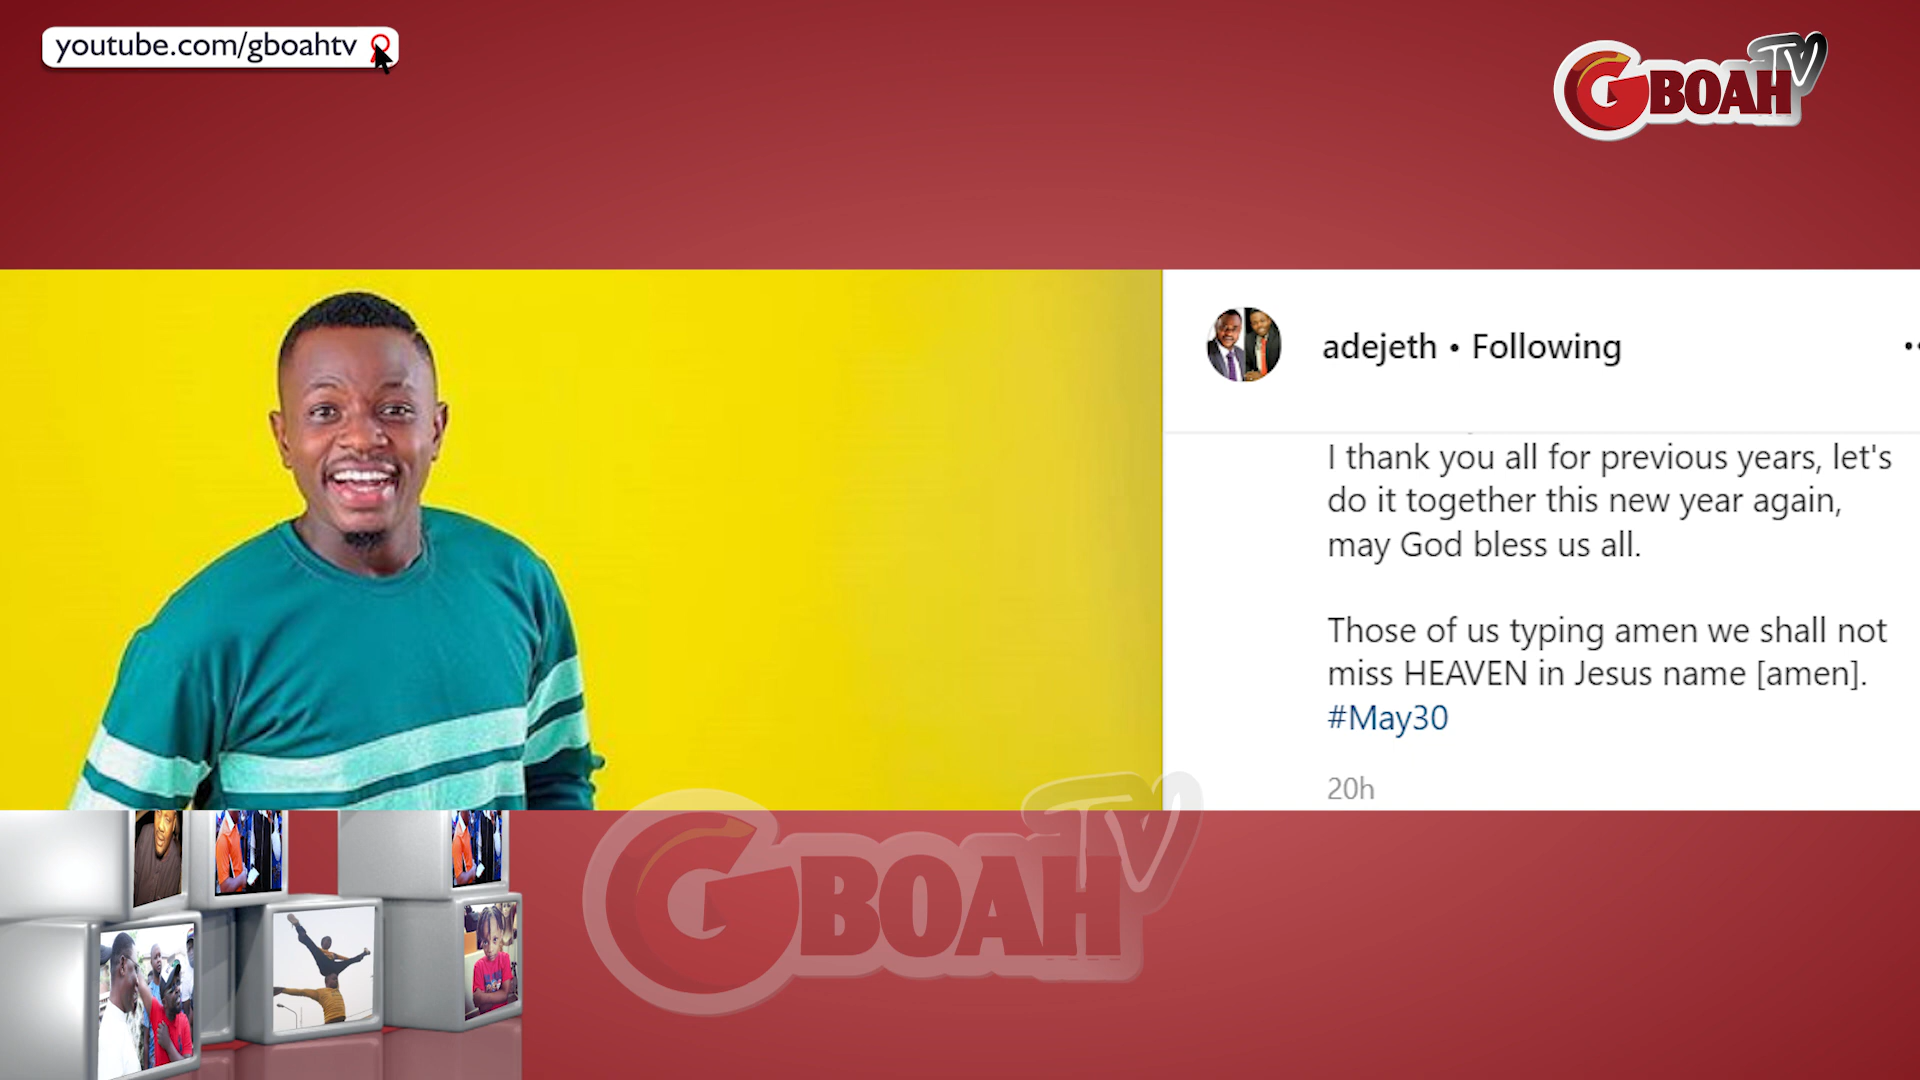 youtube.com/gboahtv
GBOAH TV
adejeth • Following
I thank you all for previous years, let's
do it together this new year again,
may God bless us all.
Those of us typing amen we shall not
miss HEAVEN in Jesus name [amen].
#May30
20h
GBOAH TV